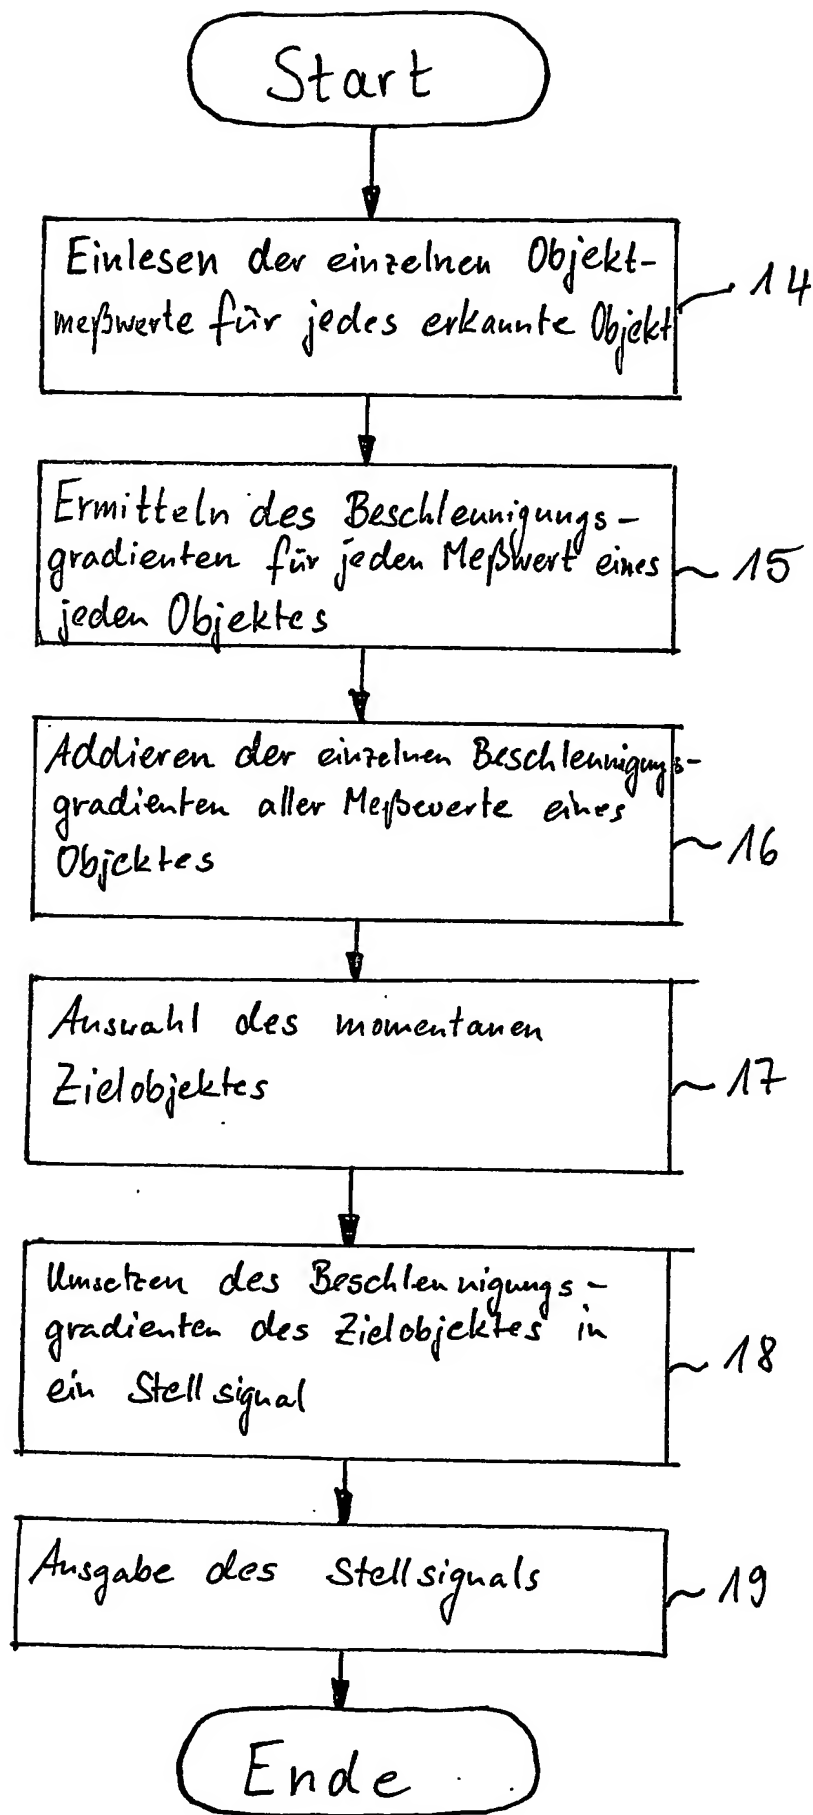 Start
Einlesen der einzelnen Objekt-
meßwerte für jedes erkannte Objekt
14
Ermitteln des Beschleunigungs-
gradienten für jeden Meßwert eines
jeden Objektes
15
Addieren der einzelnen Beschleunigungs-
gradienten aller Meßewerte eines
Objektes
16
Auswahl des momentanen
Zielobjektes
17
Umsetzen des Beschleunigungs-
gradienten des Zielobjektes in
ein Stellsignal
18
Ausgabe des Stellsignals
19
Ende